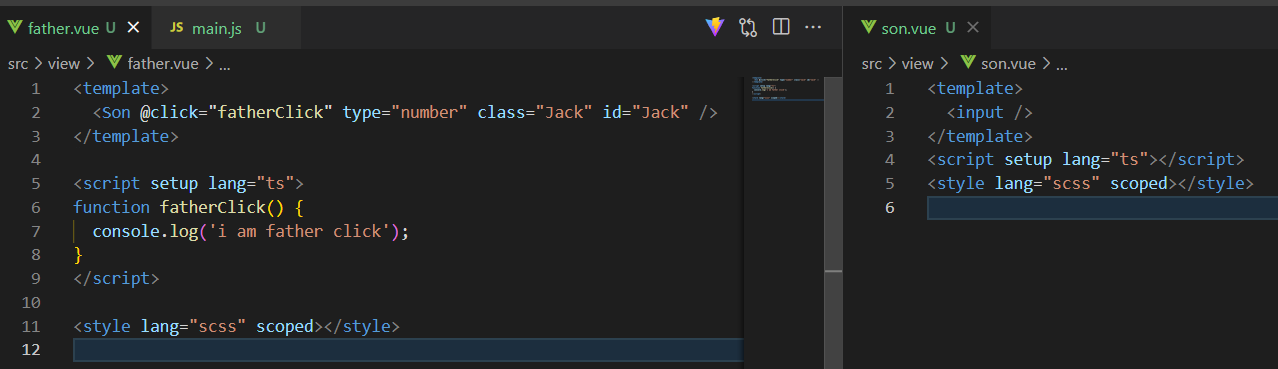 father.vue U
JS main.js U
src > view > father.vue > ...
1 <template>
2 <Son @click="fatherClick" type="number" class="Jack" id="Jack" />
3 </template>
4
5 <script setup lang="ts">
6 function fatherClick() {
7 console.log('i am father click');
8 }
9 </script>
10
11 <style lang="scss" scoped></style>
12
son.vue U
src > view > son.vue > ...
1 <template>
2 <input />
3 </template>
4 <script setup lang="ts"></script>
5 <style lang="scss" scoped></style>
6